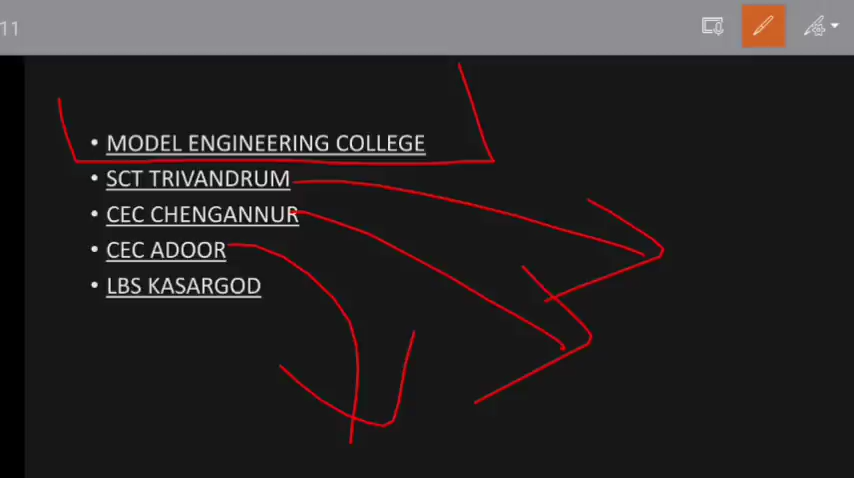 11
• MODEL ENGINEERING COLLEGE
• SCT TRIVANDRUM
• CEC CHENGANNUR
• CEC ADOOR
• LBS KASARGOD